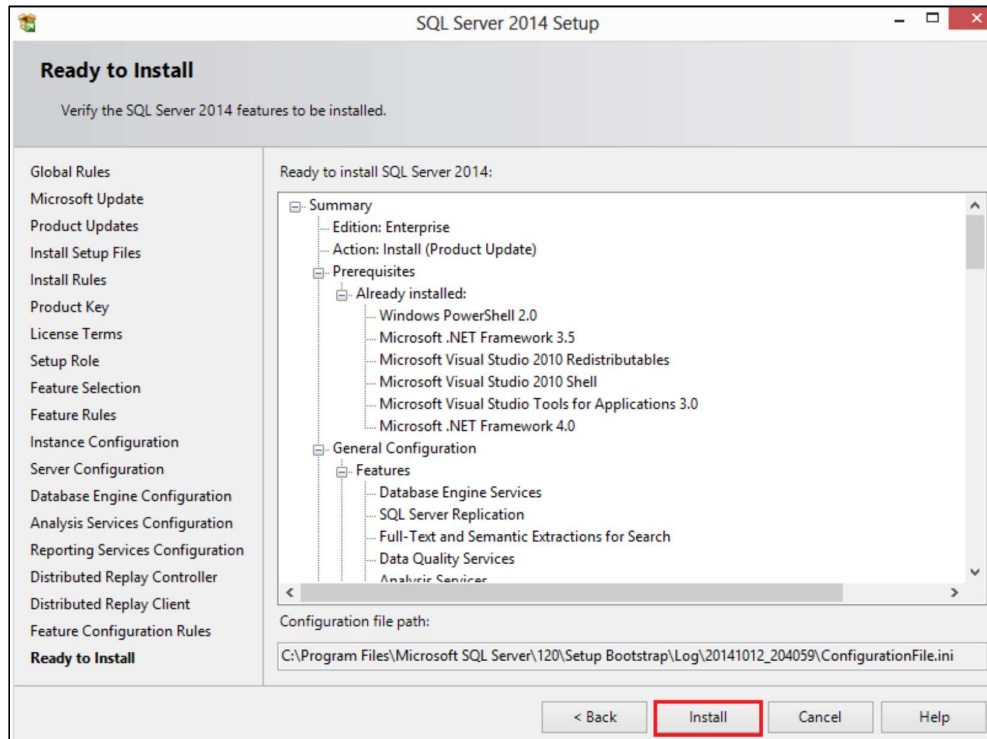 SQL Server 2014 Setup
Ready to Install
Verify the SQL Server 2014 features to be installed.
Global Rules
Microsoft Update
Product Updates
Install Setup Files
Install Rules
Product Key
License Terms
Setup Role
Feature Selection
Feature Rules
Instance Configuration
Server Configuration
Database Engine Configuration
Analysis Services Configuration
Reporting Services Configuration
Distributed Replay Controller
Distributed Replay Client
Feature Configuration Rules
Ready to Install
Ready to install SQL Server 2014:
Summary
Edition: Enterprise
Action: Install (Product Update)
Prerequisites
Already installed:
Windows PowerShell 2.0
Microsoft .NET Framework 3.5
Microsoft Visual Studio 2010 Redistributables
Microsoft Visual Studio 2010 Shell
Microsoft Visual Studio Tools for Applications 3.0
Microsoft .NET Framework 4.0
General Configuration
Features
Database Engine Services
SQL Server Replication
Full-Text and Semantic Extractions for Search
Data Quality Services
Analysis Services
Configuration file path:
C:\Program Files\Microsoft SQL Server\120\Setup Bootstrap\Log\20141012_204059\ConfigurationFile.ini
< Back
Install
Cancel
Help